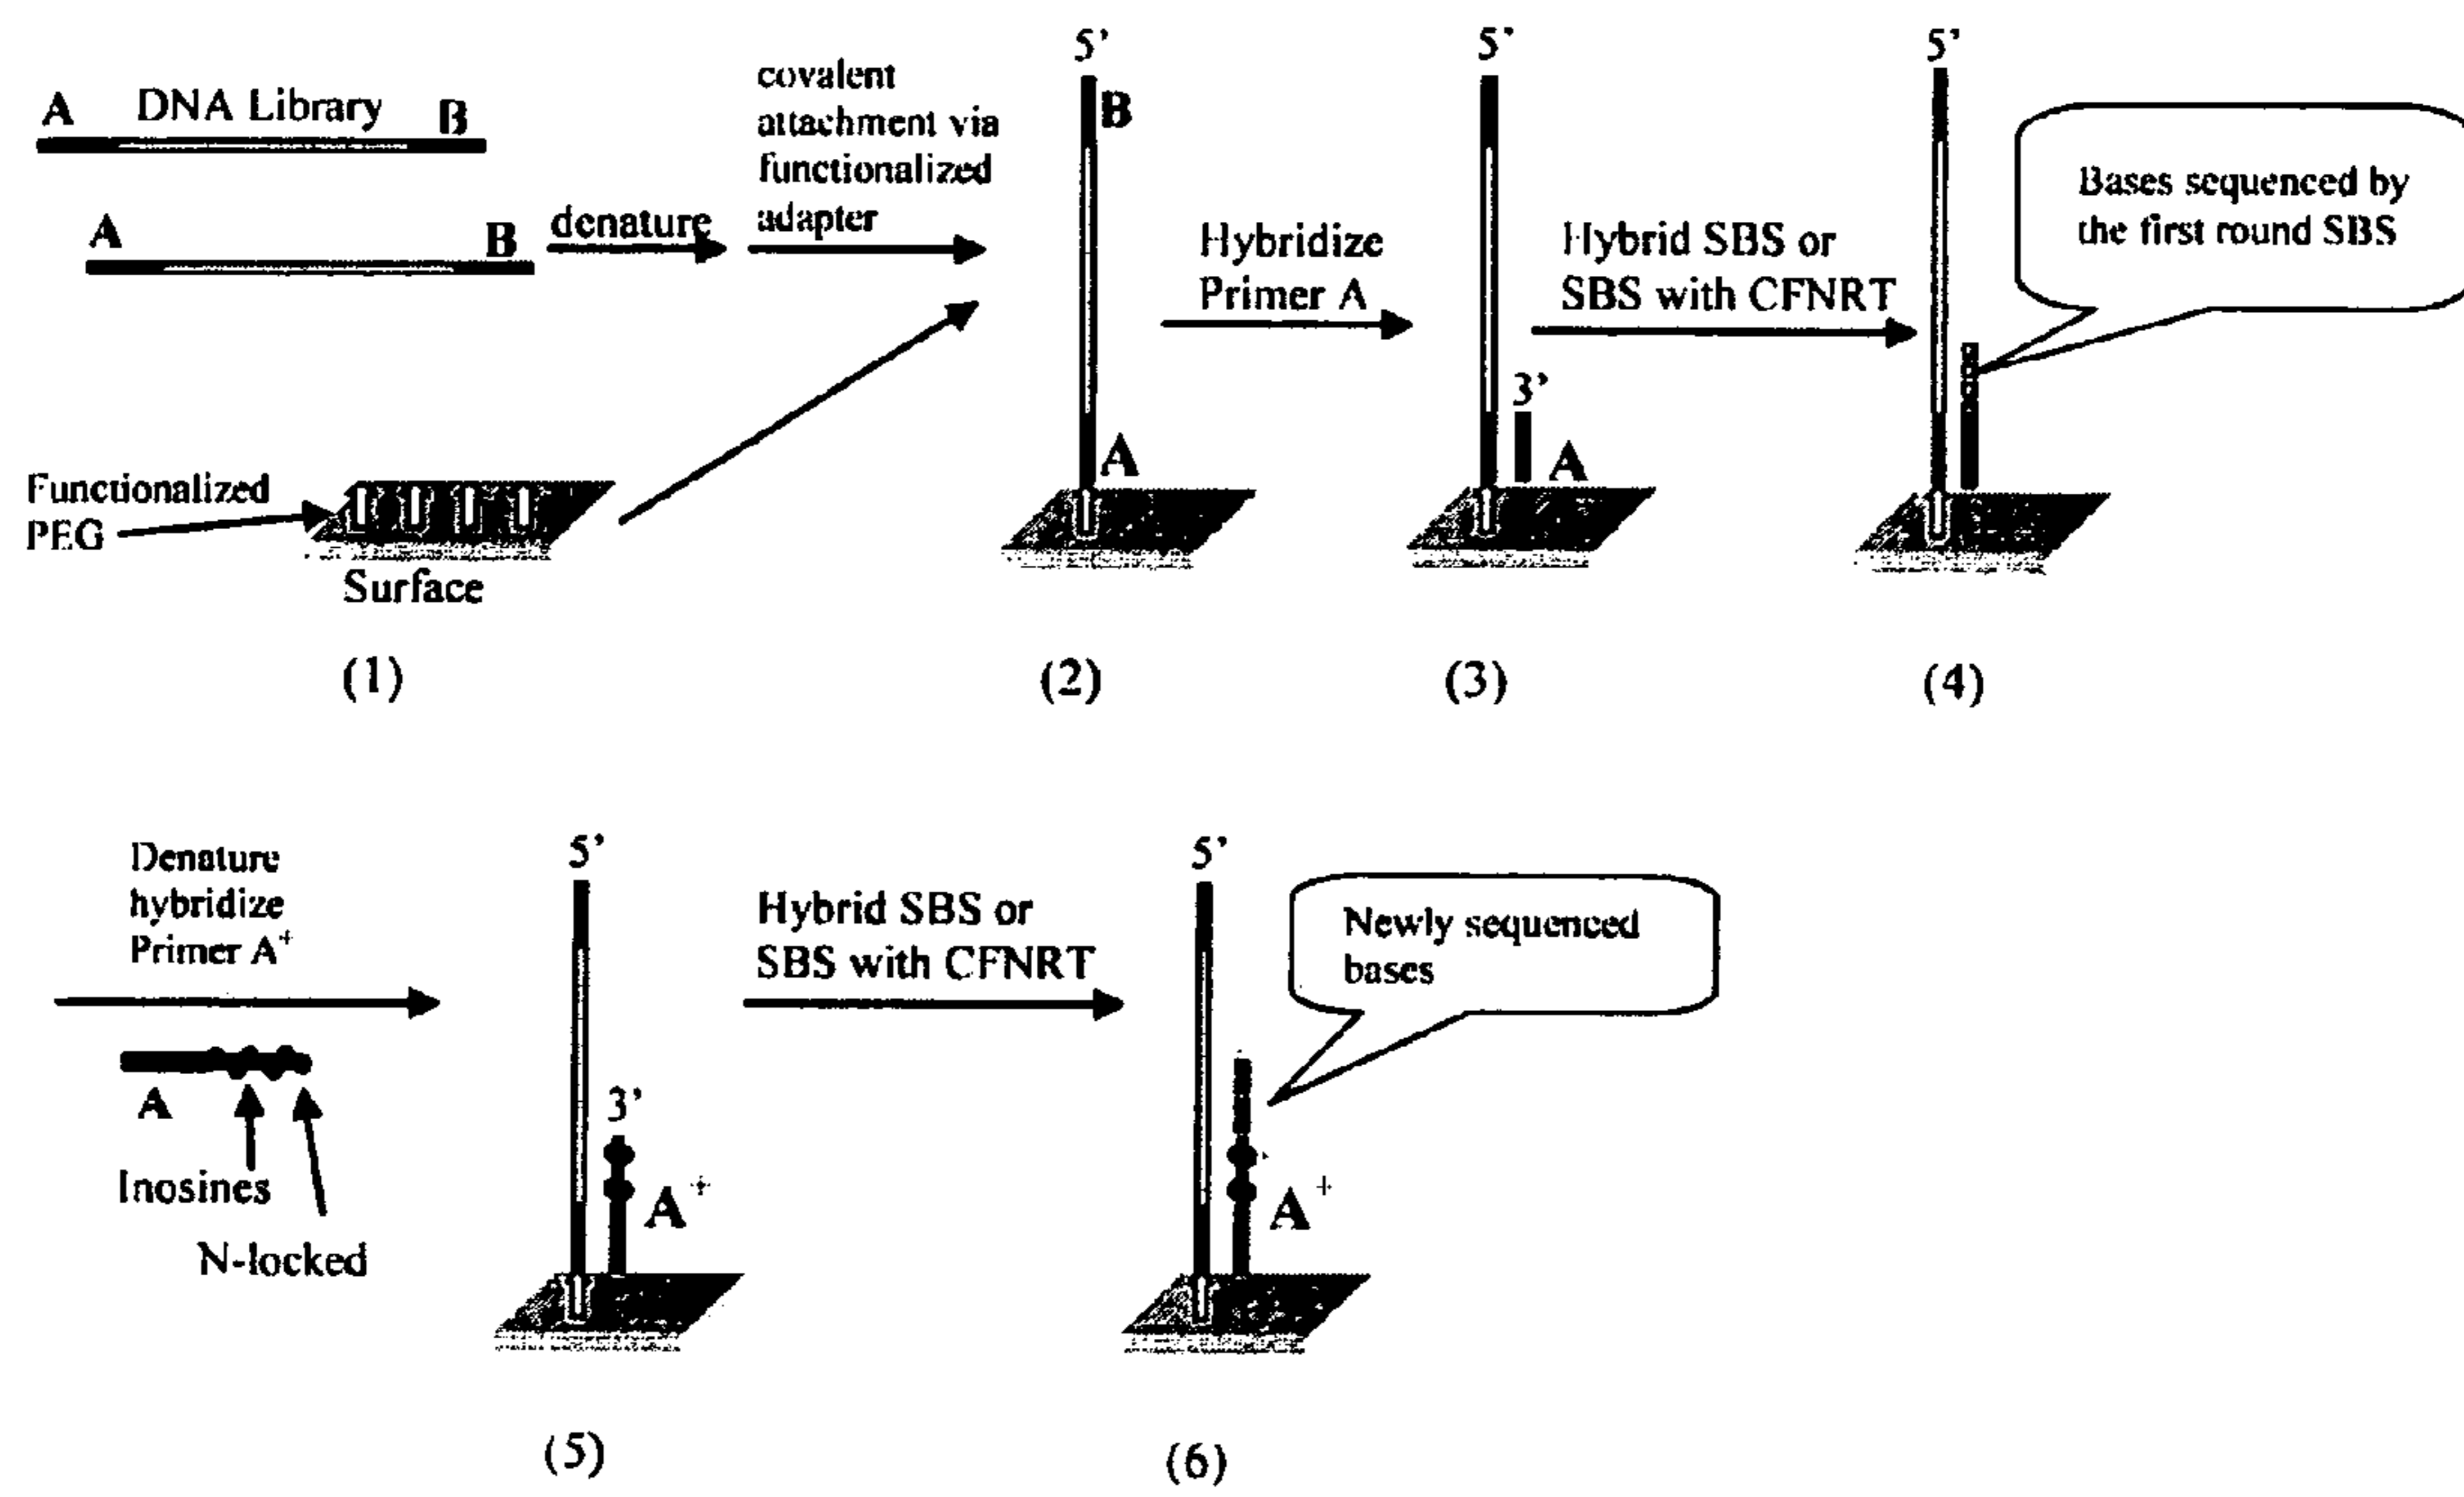 A DNA Library B
A B
denature
covalent
attachment via
functionalized
adapter
Functionalized
PEG
Surface
(1)
5'
B
A
(2)
Hybridize
Primer A
5'
3'
A
(3)
Hybrid SBS or
SBS with CFNRT
5'
Bases sequenced by
the first round SBS
(4)
Denature
hybridize
Primer A+
A
Inosines
N-locked
5'
3'
A+
(5)
Hybrid SBS or
SBS with CFNRT
5'
Newly sequenced
bases
A+
(6)